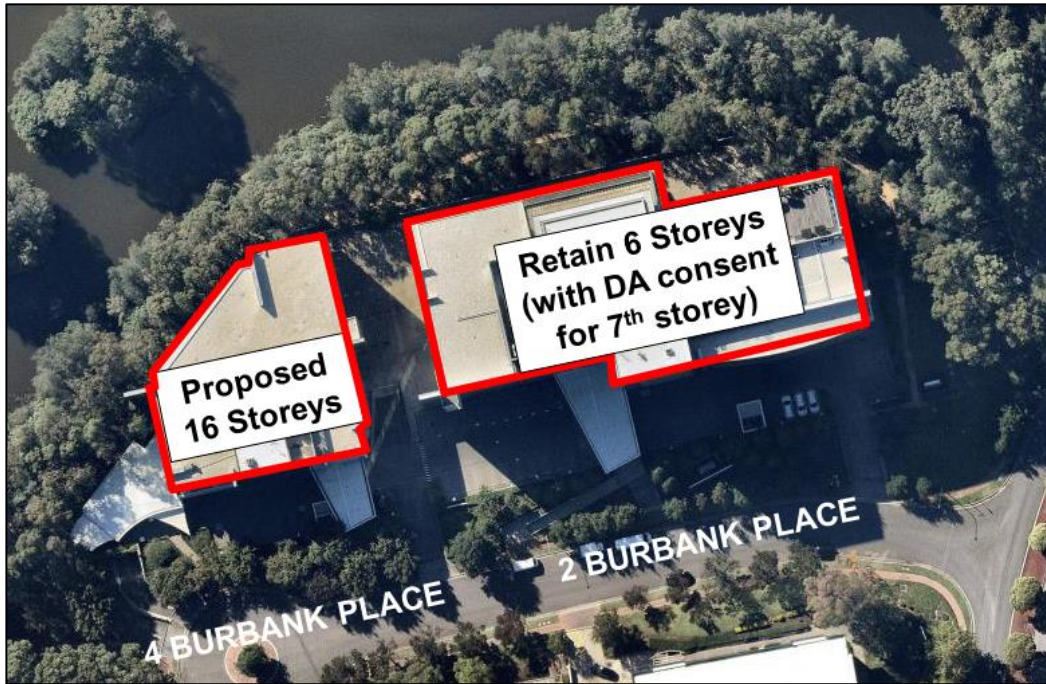 Retain 6 Storeys
(with DA consent
for 7th storey)
Proposed
16 Storeys
2 BURBANK PLACE
4 BURBANK PLACE